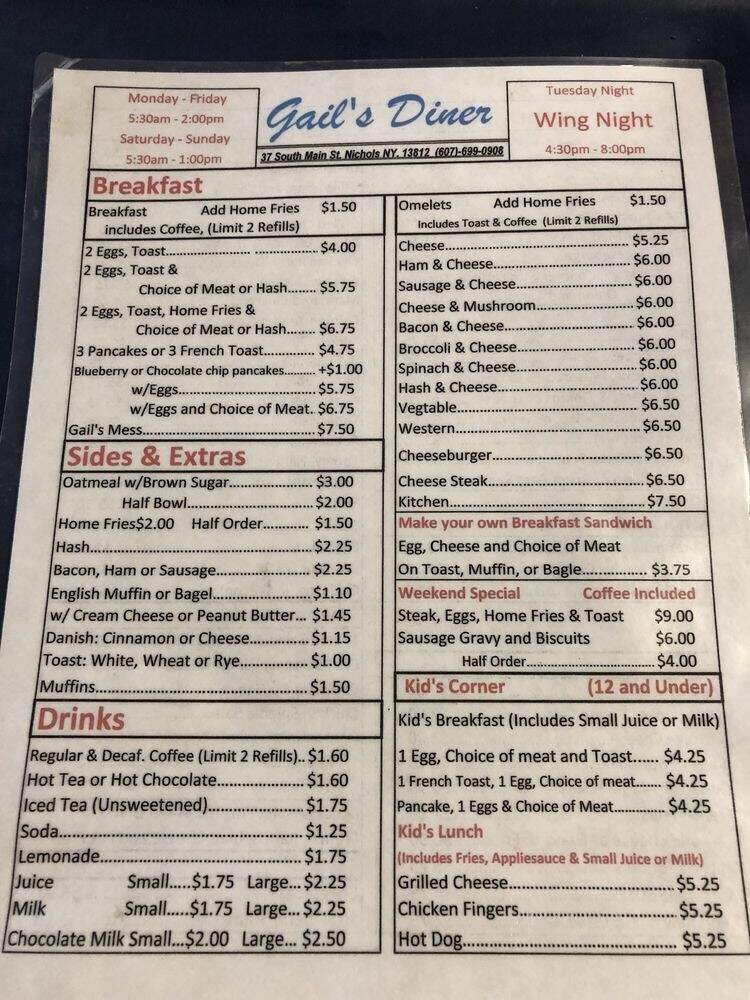 Monday - Friday
5:30am - 2:00pm
Saturday - Sunday
5:30am - 1:00pm
Gail's Diner
37 South Main St. Nichols NY. 13812 (607)-699-0908
Tuesday Night
Wing Night
4:30pm - 8:00pm
Breakfast
Breakfast Add Home Fries $1.50
includes Coffee, (Limit 2 Refills)
2 Eggs, Toast............................................ $4.00
2 Eggs, Toast &
Choice of Meat or Hash........ $5.75
2 Eggs, Toast, Home Fries &
Choice of Meat or Hash....... $6.75
3 Pancakes or 3 French Toast............. $4.75
Blueberry or Chocolate chip pancakes.......... +$1.00
w/Eggs................................ $5.75
w/Eggs and Choice of Meat. $6.75
Gail's Mess............................................ $7.50
Sides & Extras
Oatmeal w/Brown Sugar.................... $3.00
Half Bowl............................. $2.00
Home Fries$2.00 Half Order........... $1.50
Hash..................................................... $2.25
Bacon, Ham or Sausage...................... $2.25
English Muffin or Bagel....................... $1.10
w/ Cream Cheese or Peanut Butter... $1.45
Danish: Cinnamon or Cheese.............. $1.15
Toast: White, Wheat or Rye................ $1.00
Muffins.................................................. $1.50
Drinks
Regular & Decaf. Coffee (Limit 2 Refills).. $1.60
Hot Tea or Hot Chocolate.................... $1.60
Iced Tea (Unsweetened)...................... $1.75
Soda....................................................... $1.25
Lemonade.............................................. $1.75
Juice Small.....$1.75 Large... $2.25
Milk Small.....$1.75 Large... $2.25
Chocolate Milk Small...$2.00 Large... $2.50
Omelets Add Home Fries $1.50
Includes Toast & Coffee (Limit 2 Refills)
Cheese............................................. $5.25
Ham & Cheese................................. $6.00
Sausage & Cheese............................ $6.00
Cheese & Mushroom....................... $6.00
Bacon & Cheese............................... $6.00
Broccoli & Cheese............................ $6.00
Spinach & Cheese............................. $6.00
Hash & Cheese................................. $6.00
Vegtable........................................... $6.50
Western............................................ $6.50
Cheeseburger................................... $6.50
Cheese Steak.................................... $6.50
Kitchen.............................................. $7.50
Make your own Breakfast Sandwich
Egg, Cheese and Choice of Meat
On Toast, Muffin, or Bagle.............. $3.75
Weekend Special Coffee Included
Steak, Eggs, Home Fries & Toast $9.00
Sausage Gravy and Biscuits $6.00
Half Order................................ $4.00
Kid's Corner (12 and Under)
Kid's Breakfast (Includes Small Juice or Milk)
1 Egg, Choice of meat and Toast...... $4.25
1 French Toast, 1 Egg, Choice of meat....... $4.25
Pancake, 1 Eggs & Choice of Meat............. $4.25
Kid's Lunch
(Includes Fries, Appliesauce & Small Juice or Milk)
Grilled Cheese..................................... $5.25
Chicken Fingers................................... $5.25
Hot Dog............................................... $5.25